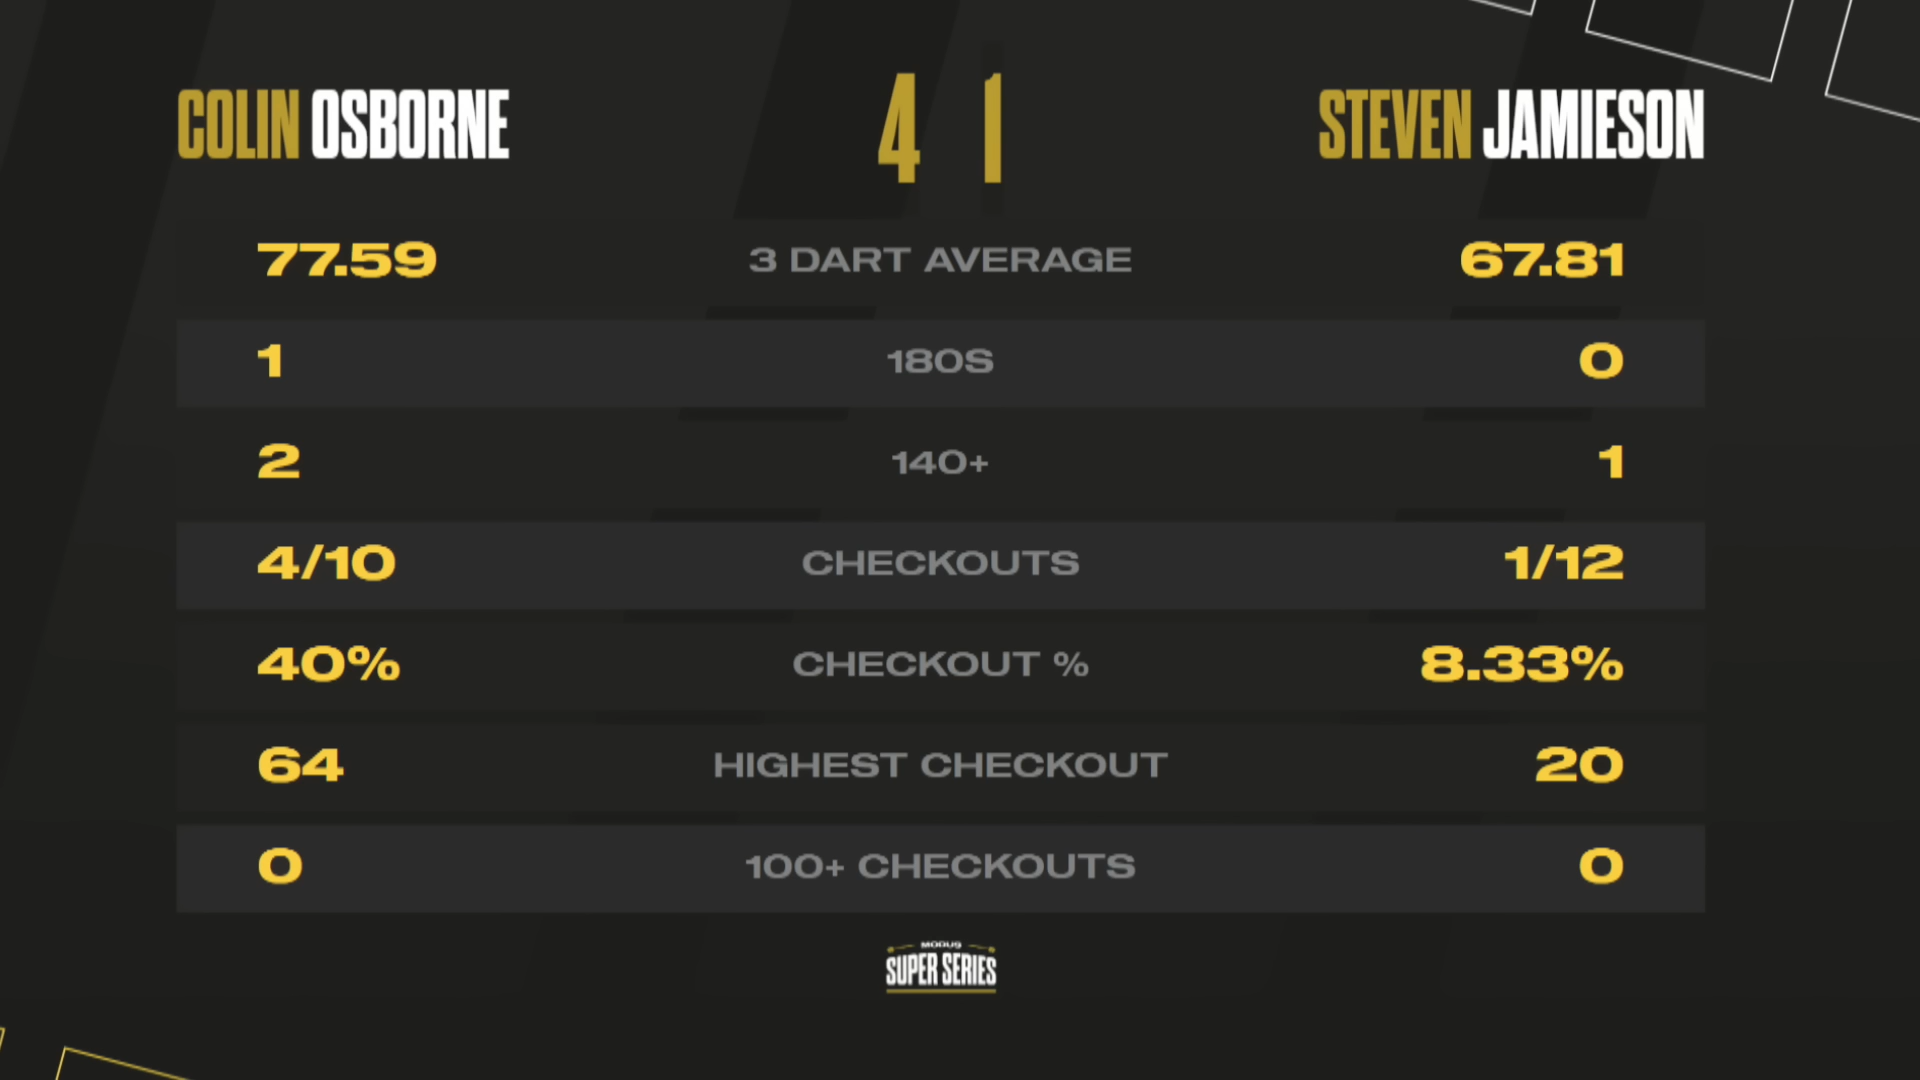 COLIN OSBORNE 4 1 STEVEN JAMIESON
77.59 3 DART AVERAGE 67.81
1 180S 0
2 140+ 1
4/10 CHECKOUTS 1/12
40% CHECKOUT % 8.33%
64 HIGHEST CHECKOUT 20
0 100+ CHECKOUTS 0
MODUS
SUPER SERIES